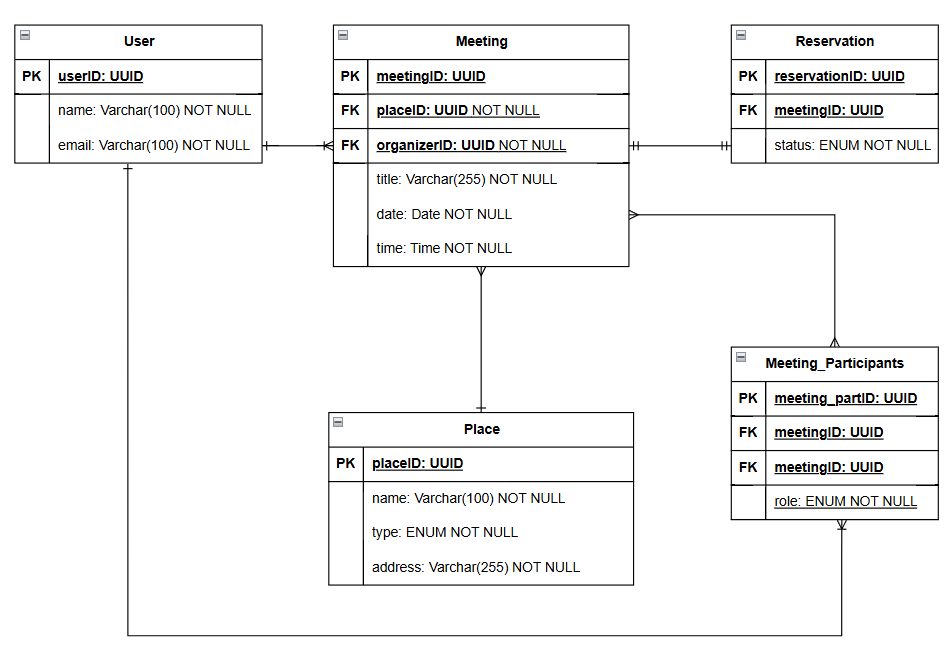 User
PK userID: UUID
name: Varchar(100) NOT NULL
email: Varchar(100) NOT NULL
Meeting
PK meetingID: UUID
FK placeID: UUID NOT NULL
FK organizerID: UUID NOT NULL
title: Varchar(255) NOT NULL
date: Date NOT NULL
time: Time NOT NULL
Reservation
PK reservationID: UUID
FK meetingID: UUID
status: ENUM NOT NULL
Place
PK placeID: UUID
name: Varchar(100) NOT NULL
type: ENUM NOT NULL
address: Varchar(255) NOT NULL
Meeting_Participants
PK meeting_partID: UUID
FK meetingID: UUID
FK meetingID: UUID
role: ENUM NOT NULL